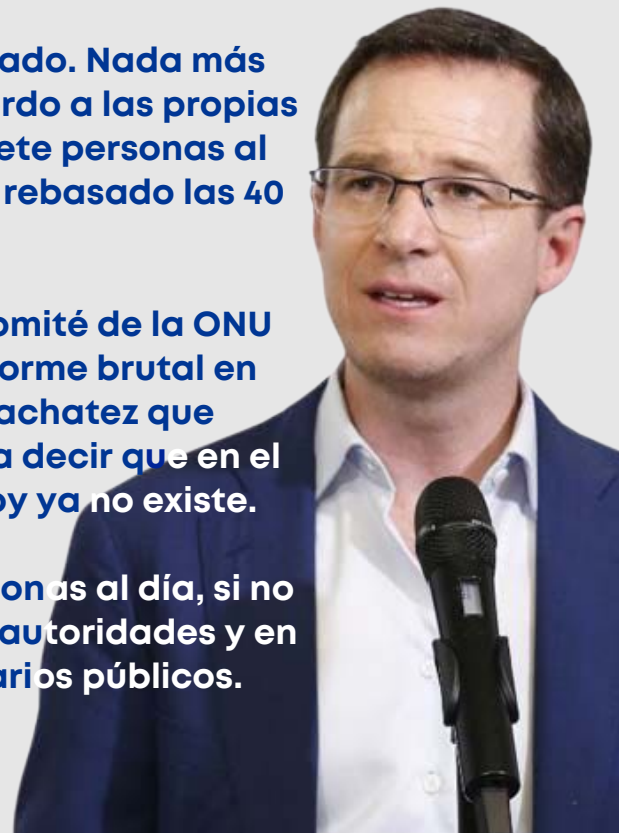 ado. Nada más
rdo a las propias
ete personas al
rebasado las 40
omité de la ONU
orme brutal en
achatez que
a decir que en el
oy ya no existe.
onas al día, si no
autoridades y en
arios públicos.